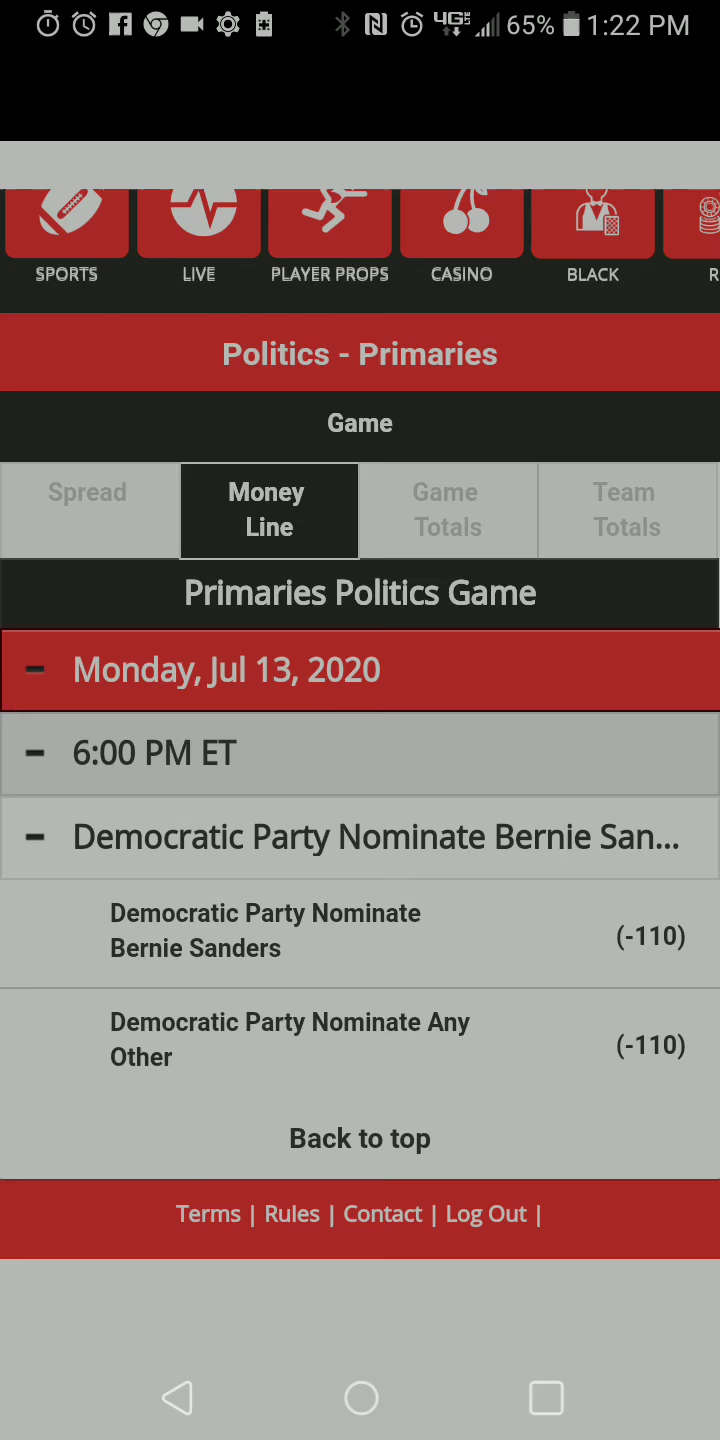 65% 1:22 PM
SPORTS LIVE PLAYER PROPS CASINO BLACK R
Politics - Primaries
Game
Spread Money Line Game Totals Team Totals
Primaries Politics Game
Monday, Jul 13, 2020
6:00 PM ET
Democratic Party Nominate Bernie San...
Democratic Party Nominate
Bernie Sanders
(-110)
Democratic Party Nominate Any
Other
(-110)
Back to top
Terms | Rules | Contact | Log Out |